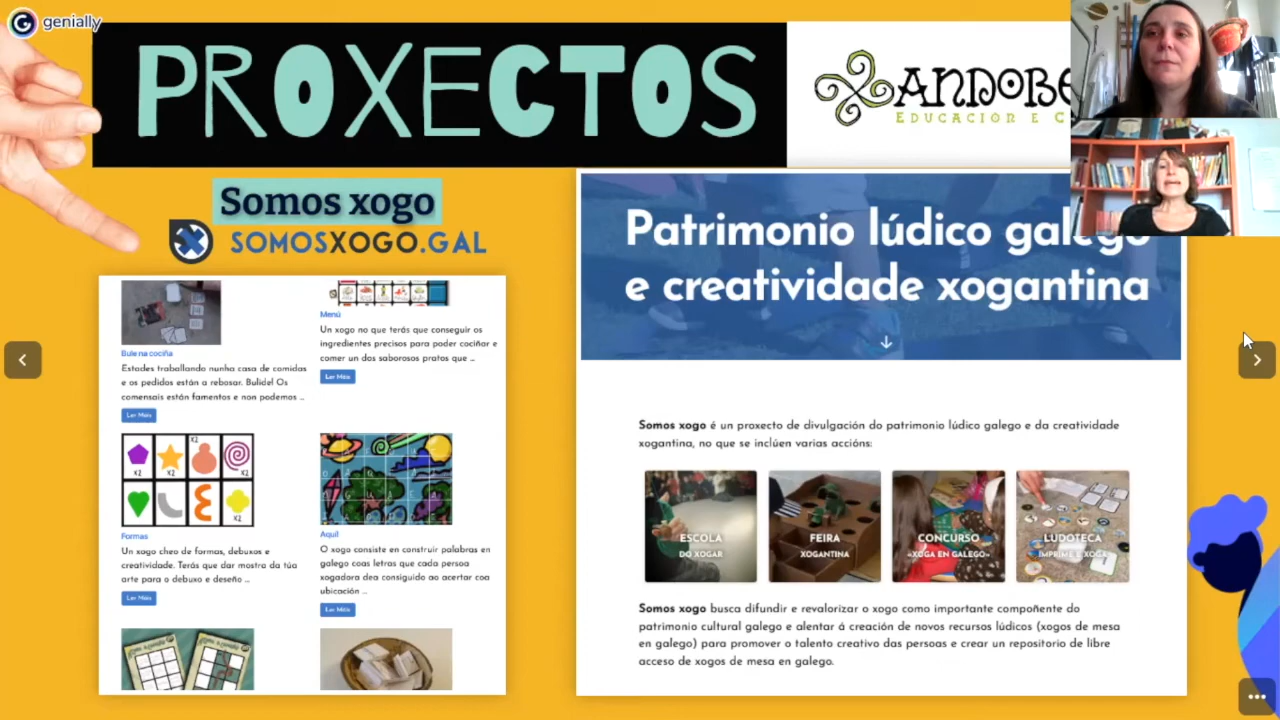 genially
PROXECTOS
ANDOBE
EDUCACIÓN E C
Somos xogo
SOMOSXOGO.GAL
Bule na cociña
Estades traballando nunha casa de comidas
e os pedidos están a rebosar. Bulide! Os
comensais están famentos e non podemos ...
Ler Máis
Menú
Un xogo no que terás que conseguir os
ingredientes precisos para poder cociñar e
comer un dos saborosos pratos que ...
Ler Máis
X2
X2
X2
X2
Formas
Un xogo cheo de formas, debuxos e
creatividade. Terás que dar mostra da túa
arte para o debuxo e deseño ...
Ler Máis
Aquí!
O xogo consiste en construír palabras en
galego coas letras que cada persoa
xogadora dea consiguido ao acertar coa
ubicación ...
Ler Máis
Patrimonio lúdico galego
e creatividade xogantina
Somos xogo é un proxecto de divulgación do patrimonio lúdico galego e da creatividade
xogantina, no que se inclúen varias accións:
ESCOLA
DO XOGAR
FEIRA
XOGANTINA
CONCURSO
«XOGA EN GALEGO»
LUDOTECA
IMPRIME E XOGA
Somos xogo busca difundir e revalorizar o xogo como importante compoñente do
patrimonio cultural galego e alentar á creación de novos recursos lúdicos (xogos de mesa
en galego) para promover o talento creativo das persoas e crear un repositorio de libre
acceso de xogos de mesa en galego.